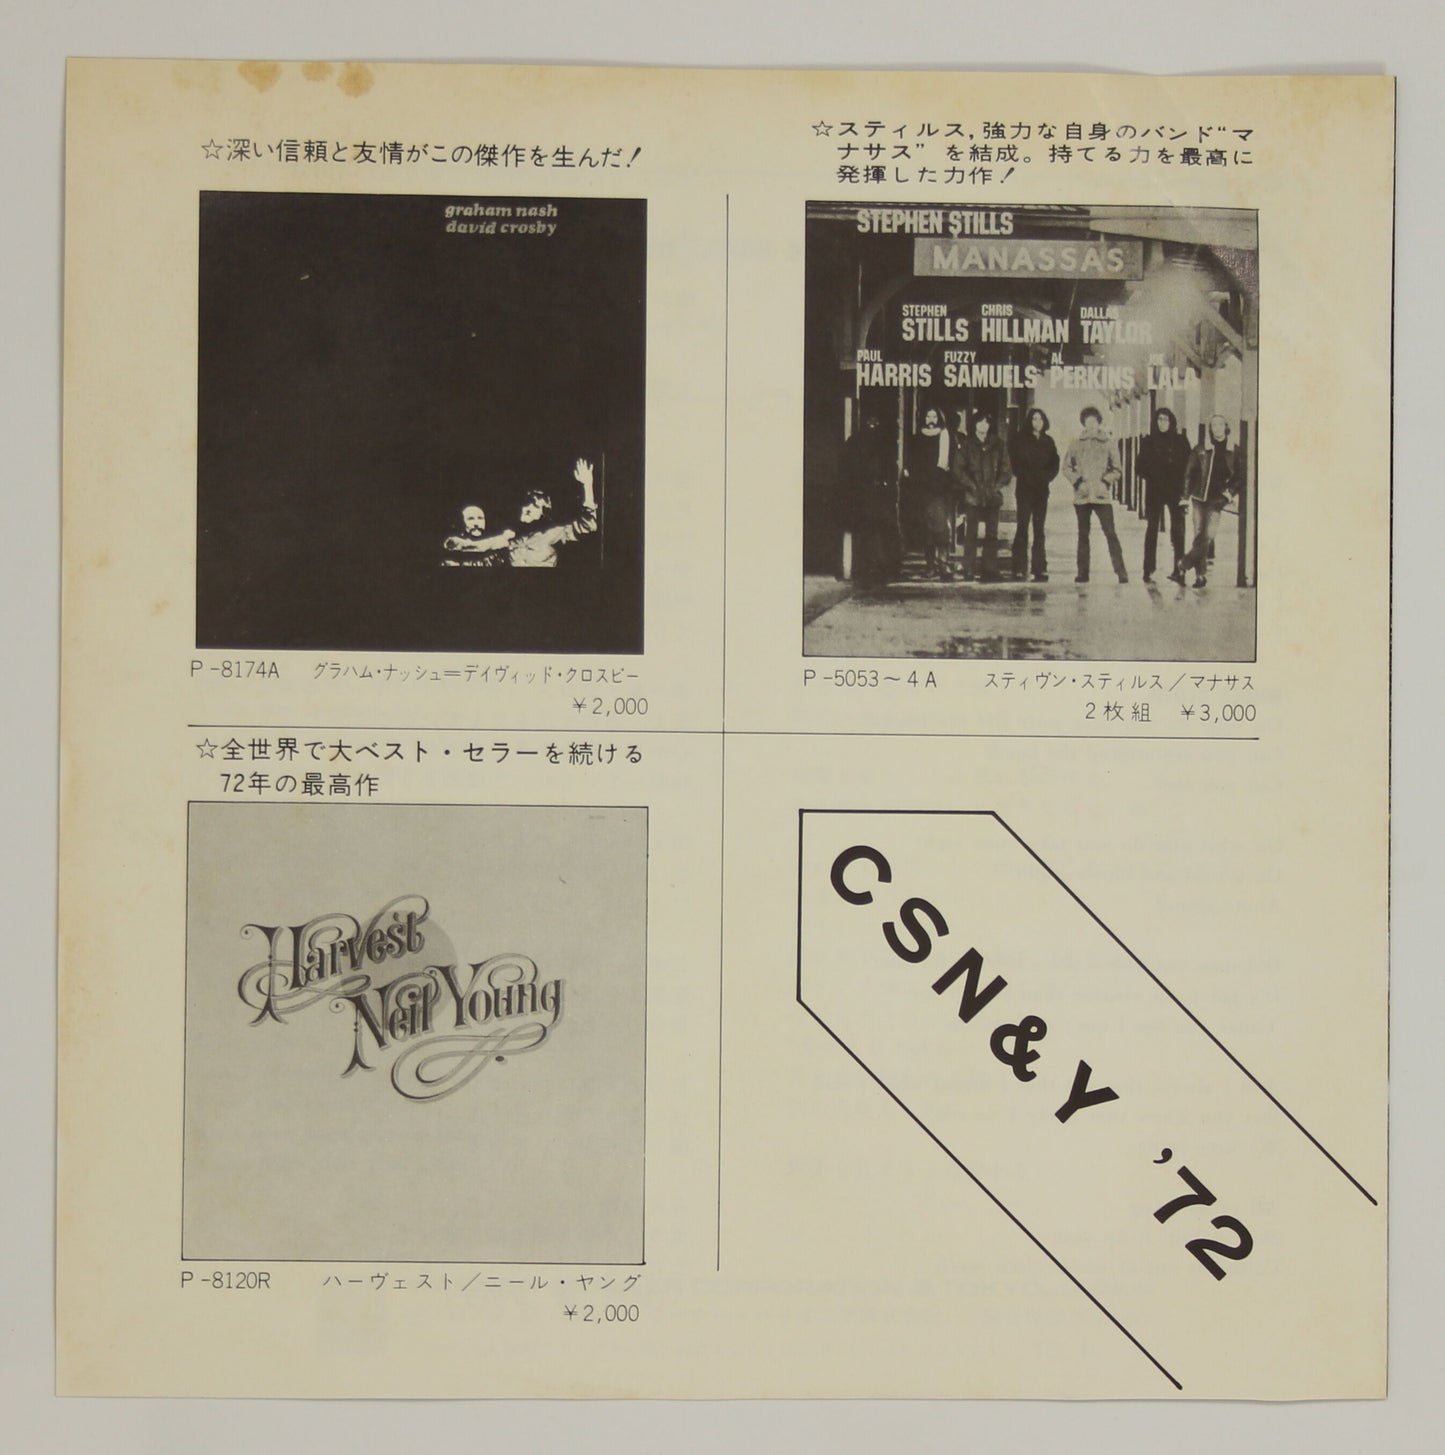 ☆深い信頼と友情がこの傑作を生んだ！
graham nash
david crosby
P-8174A グラハム・ナッシュ＝デイヴィッド・クロスビー
￥2,000
☆スティルス,強力な自身のバンド“マ
ナサス”を結成。持てる力を最高に
発揮した力作！
STEPHEN STILLS
MANASSAS
STEPHEN CHRIS DALLAS
STILLS HILLMAN TAYLOR
PAUL FUZZY AL JOE
HARRIS SAMUELS PERKINS LALA
P-5053～4A スティヴン・スティルス／マナサス
2枚組 ￥3,000
☆全世界で大ベスト・セラーを続ける
72年の最高作
Harvest
Neil Young
P-8120R ハーヴェスト／ニール・ヤング
￥2,000
CSN&Y '72